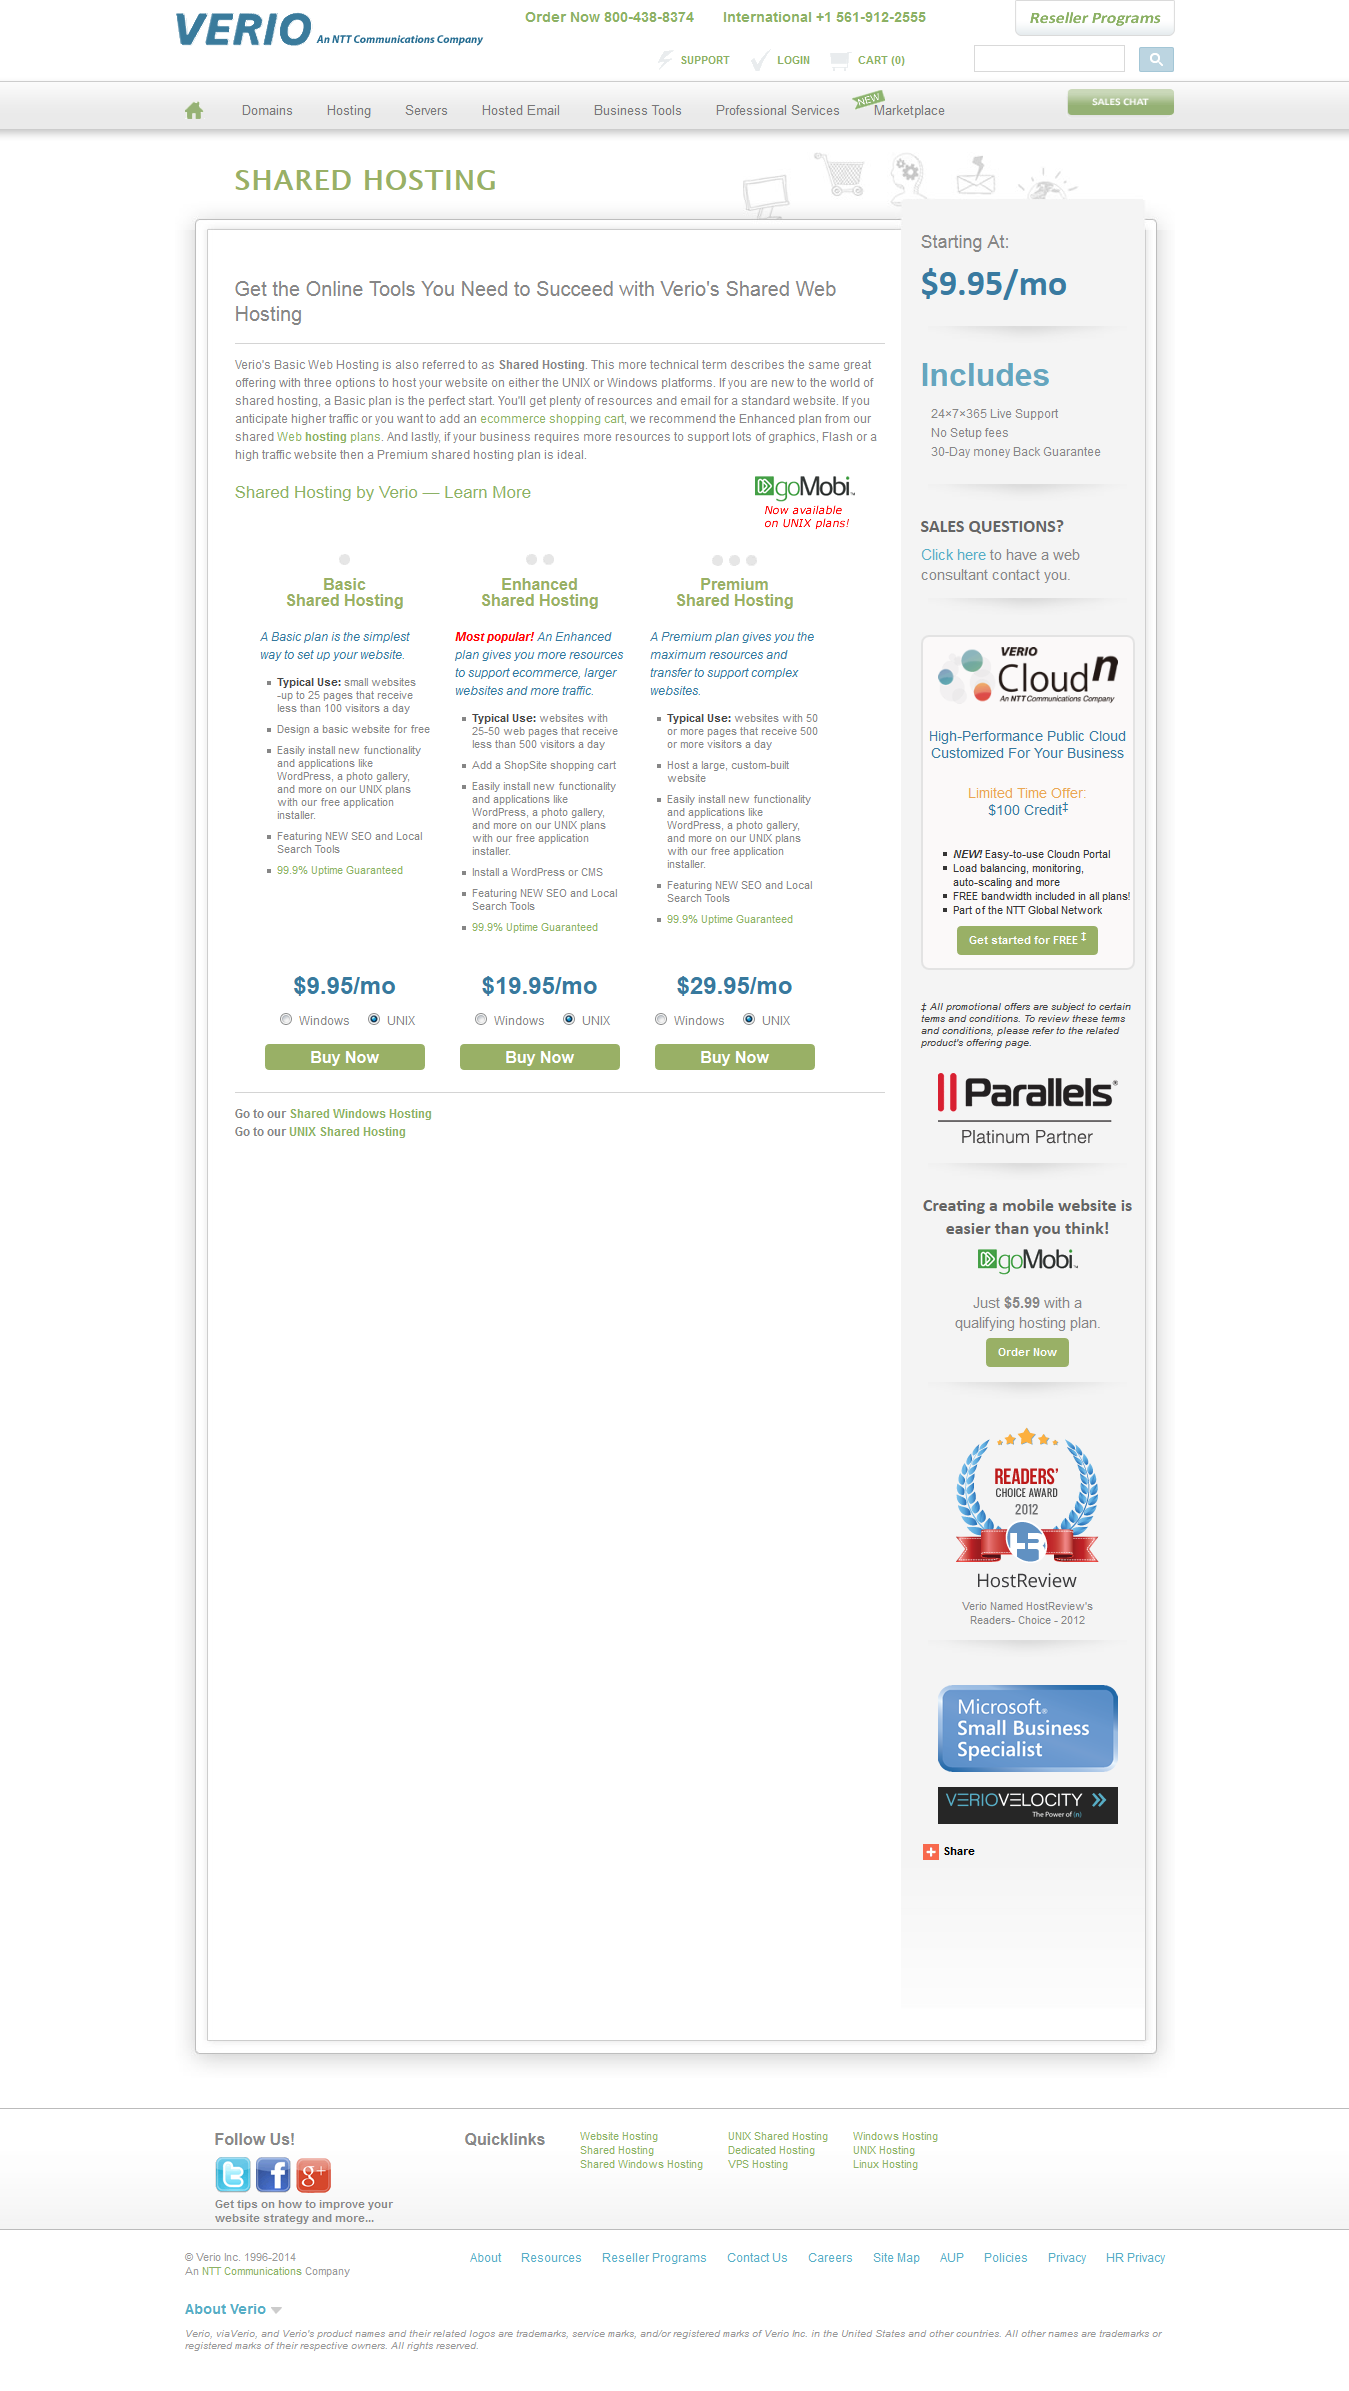 VERIO An NTT Communications Company
Order Now 800-438-8374 International +1 561-912-2555
Reseller Programs
SUPPORT LOGIN CART (0)
Domains Hosting Servers Hosted Email Business Tools Professional Services NEW Marketplace
SALES CHAT
SHARED HOSTING
Get the Online Tools You Need to Succeed with Verio's Shared Web
Hosting
Verio's Basic Web Hosting is also referred to as Shared Hosting. This more technical term describes the same great
offering with three options to host your website on either the UNIX or Windows platforms. If you are new to the world of
shared hosting, a Basic plan is the perfect start. You'll get plenty of resources and email for a standard website. If you
anticipate higher traffic or you want to add an ecommerce shopping cart, we recommend the Enhanced plan from our
shared Web hosting plans. And lastly, if your business requires more resources to support lots of graphics, Flash or a
high traffic website then a Premium shared hosting plan is ideal.
Shared Hosting by Verio — Learn More
goMobi™
Now available
on UNIX plans!
Basic
Shared Hosting
A Basic plan is the simplest
way to set up your website.
Typical Use: small websites
-up to 25 pages that receive
less than 100 visitors a day
Design a basic website for free
Easily install new functionality
and applications like
WordPress, a photo gallery,
and more on our UNIX plans
with our free application
installer.
Featuring NEW SEO and Local
Search Tools
99.9% Uptime Guaranteed
$9.95/mo
Windows UNIX
Buy Now
Enhanced
Shared Hosting
Most popular! An Enhanced
plan gives you more resources
to support ecommerce, larger
websites and more traffic.
Typical Use: websites with
25-50 web pages that receive
less than 500 visitors a day
Add a ShopSite shopping cart
Easily install new functionality
and applications like
WordPress, a photo gallery,
and more on our UNIX plans
with our free application
installer.
Install a WordPress or CMS
Featuring NEW SEO and Local
Search Tools
99.9% Uptime Guaranteed
$19.95/mo
Windows UNIX
Buy Now
Premium
Shared Hosting
A Premium plan gives you the
maximum resources and
transfer to support complex
websites.
Typical Use: websites with 50
or more pages that receive 500
or more visitors a day
Host a large, custom-built
website
Easily install new functionality
and applications like
WordPress, a photo gallery,
and more on our UNIX plans
with our free application
installer.
Featuring NEW SEO and Local
Search Tools
99.9% Uptime Guaranteed
$29.95/mo
Windows UNIX
Buy Now
Go to our Shared Windows Hosting
Go to our UNIX Shared Hosting
Starting At:
$9.95/mo
Includes
24×7×365 Live Support
No Setup fees
30-Day money Back Guarantee
SALES QUESTIONS?
Click here to have a web
consultant contact you.
VERIO
Cloudn
An NTT Communications Company
High-Performance Public Cloud
Customized For Your Business
Limited Time Offer:
$100 Credit‡
NEW! Easy-to-use Cloudn Portal
Load balancing, monitoring,
auto-scaling and more
FREE bandwidth included in all plans!
Part of the NTT Global Network
Get started for FREE ‡
‡ All promotional offers are subject to certain
terms and conditions. To review these terms
and conditions, please refer to the related
product's offering page.
Parallels®
Platinum Partner
Creating a mobile website is
easier than you think!
goMobi™
Just $5.99 with a
qualifying hosting plan.
Order Now
READERS'
CHOICE AWARD
2012
HostReview
Verio Named HostReview's
Readers- Choice - 2012
Microsoft®
Small Business
Specialist
VERIOVELOCITY
The Power of (n)
Share
Follow Us!
g+
Get tips on how to improve your
website strategy and more...
Quicklinks
Website Hosting UNIX Shared Hosting Windows Hosting
Shared Hosting Dedicated Hosting UNIX Hosting
Shared Windows Hosting VPS Hosting Linux Hosting
© Verio Inc. 1996-2014
An NTT Communications Company
About Resources Reseller Programs Contact Us Careers Site Map AUP Policies Privacy HR Privacy
About Verio
Verio, viaVerio, and Verio's product names and their related logos are trademarks, service marks, and/or registered marks of Verio Inc. in the United States and other countries. All other names are trademarks or
registered marks of their respective owners. All rights reserved.